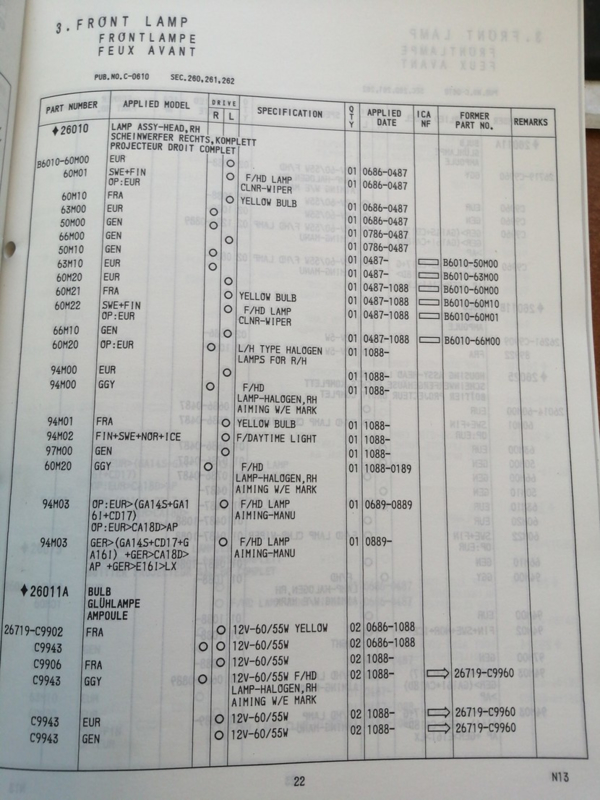 3. FRONT LAMP
FRONTLAMPE
FEUX AVANT
PUB.NO.C-0610 SEC.260.261.262
PART NUMBER APPLIED MODEL DRIVE R L SPECIFICATION QTY APPLIED DATE ICA NF FORMER PART NO. REMARKS
♦26010 LAMP ASSY-HEAD,RH
SCHEINWERFER RECHTS,KOMPLETT
PROJECTEUR DROIT COMPLET
B6010-60M00 EUR O 01 0686-0487
60M01 SWE+FIN O F/HD LAMP 01 0686-0487
OP:EUR CLNR-WIPER
60M10 FRA O YELLOW BULB 01 0686-0487
63M00 EUR O 01 0686-0487
50M00 GEN O 01 0786-0487
66M00 GEN O 01 0786-0487
50M10 GEN O 01 0487- B6010-50M00
63M10 EUR O 01 0487- B6010-63M00
60M20 EUR O 01 0487-1088 B6010-60M00
60M21 FRA O YELLOW BULB 01 0487-1088 B6010-60M10
60M22 SWE+FIN O F/HD LAMP 01 0487-1088 B6010-60M01
OP:EUR CLNR-WIPER
66M10 GEN O 01 0487-1088 B6010-66M00
60M20 OP:EUR O L/H TYPE HALOGEN 01 1088-
LAMPS FOR R/H
94M00 EUR O 01 1088-
94M00 GGY O F/HD 01 1088-
LAMP-HALOGEN,RH
AIMING W/E MARK
94M01 FRA O YELLOW BULB 01 1088-
94M02 FIN+SWE+NOR+ICE O F/DAYTIME LIGHT 01 1088-
97M00 GEN O 01 1088-
60M20 GGY O F/HD 01 1088-0189
LAMP-HALOGEN,RH
AIMING W/E MARK
94M03 OP:EUR>(GA14S+GA1 O F/HD LAMP 01 0689-0889
6I+CD17) AIMING-MANU
OP:EUR>CA18D>AP
94M03 GER>(GA14S+CD17+G O F/HD LAMP 01 0889-
A16I) +GER>CA18D> AIMING-MANU
AP +GER>E16I>LX
♦26011A BULB
GLÜHLAMPE
AMPOULE
26719-C9902 FRA O 12V-60/55W YELLOW 02 0686-1088
C9943 O O 12V-60/55W 02 0686-1088
C9906 FRA O 12V-60/55W 02 1088-
C9943 GGY O 12V-60/55W F/HD 02 1088- 26719-C9960
LAMP-HALOGEN,RH
AIMING W/E MARK
C9943 EUR O 12V-60/55W 02 1088- 26719-C9960
C9943 GEN O 12V-60/55W 02 1088- 26719-C9960
22
N13